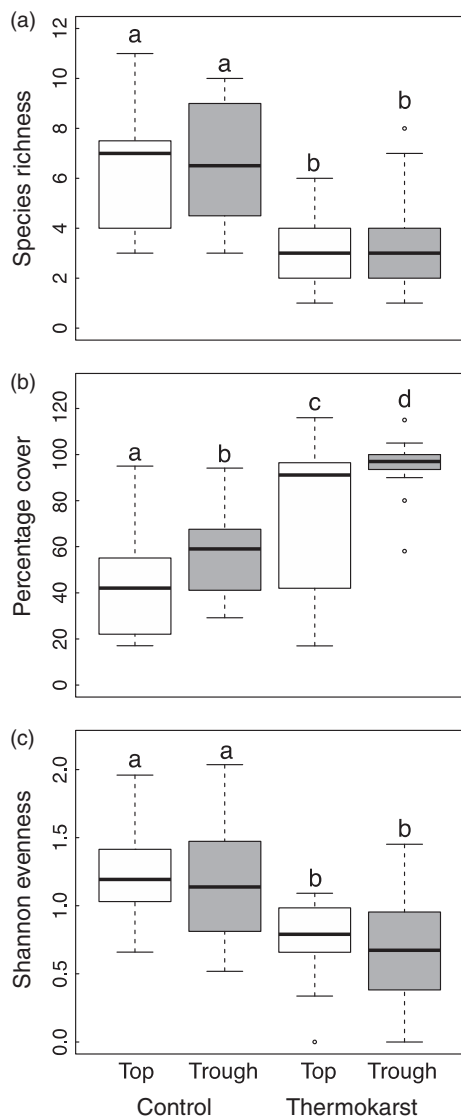 (a)
Species richness
12
10
8
6
4
2
0
a
a
b
b
(b)
Percentage cover
120
100
80
60
40
20
0
a
b
c
d
(c)
Shannon evenness
2.0
1.5
1.0
0.5
0.0
a
a
b
b
Top Trough Top Trough
Control Thermokarst